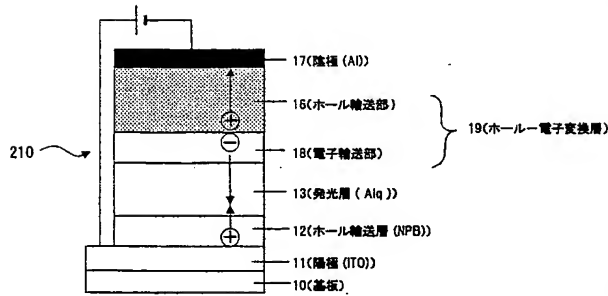 17(陰極(Al))
16(ホール輸送部)
19(ホールー電子変換層)
18(電子輸送部)
210
13(発光層(Alq))
12(ホール輸送層(NPB))
11(陽極(ITO))
10(基板)